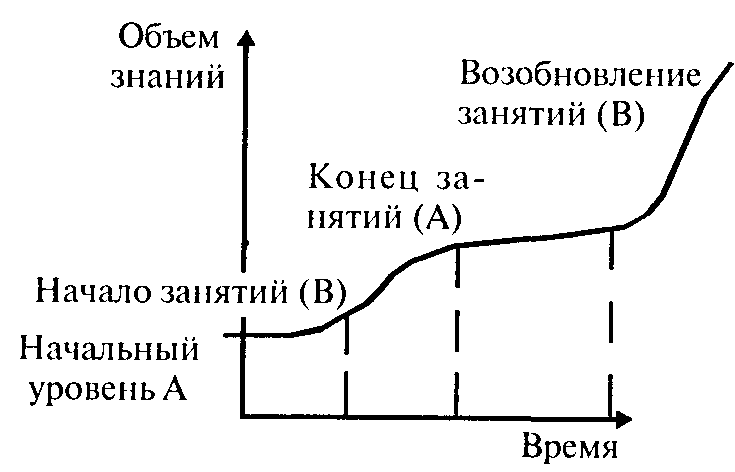 Объем
знаний
Возобновление
занятий (В)
Конец за-
нятий (А)
Начало занятий (В)
Начальный
уровень А
Время